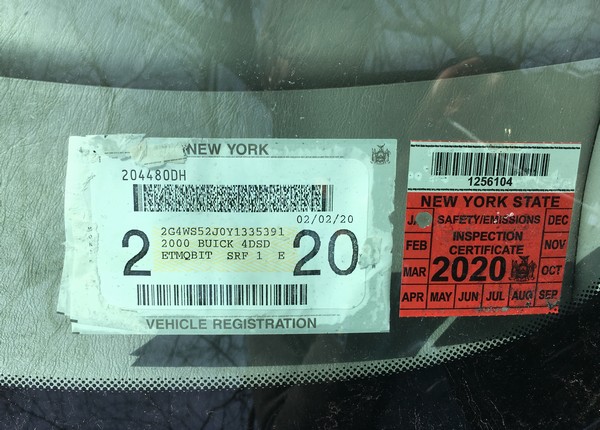 NEW YORK
204480DH
02/02/20
2G4WS52J0Y1335391
2000 BUICK 4DSD
2 ETMQBIT SRF 1 E 20
VEHICLE REGISTRATION
1256104
NEW YORK STATE
SAFETY/EMISSIONS DEC
INSPECTION
CERTIFICATE
FEB NOV
MAR 2020 OCT
APR MAY JUN JUL AUG SEP